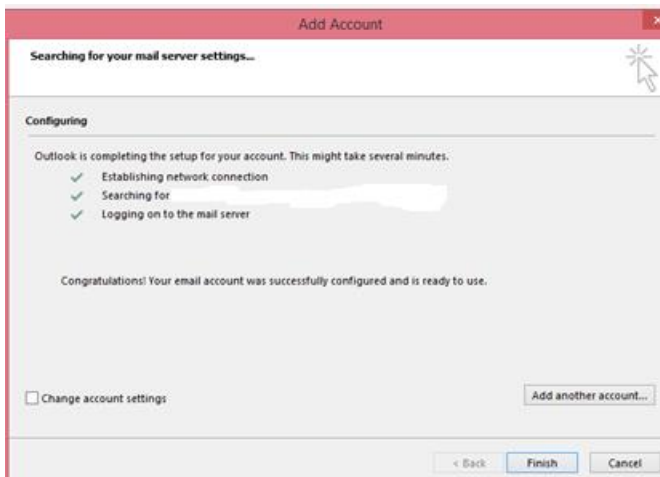 Add Account
Searching for your mail server settings...
Configuring
Outlook is completing the setup for your account. This might take several minutes.
Establishing network connection
Searching for
Logging on to the mail server
Congratulations! Your email account was successfully configured and is ready to use.
Change account settings
Add another account...
< Back
Finish
Cancel